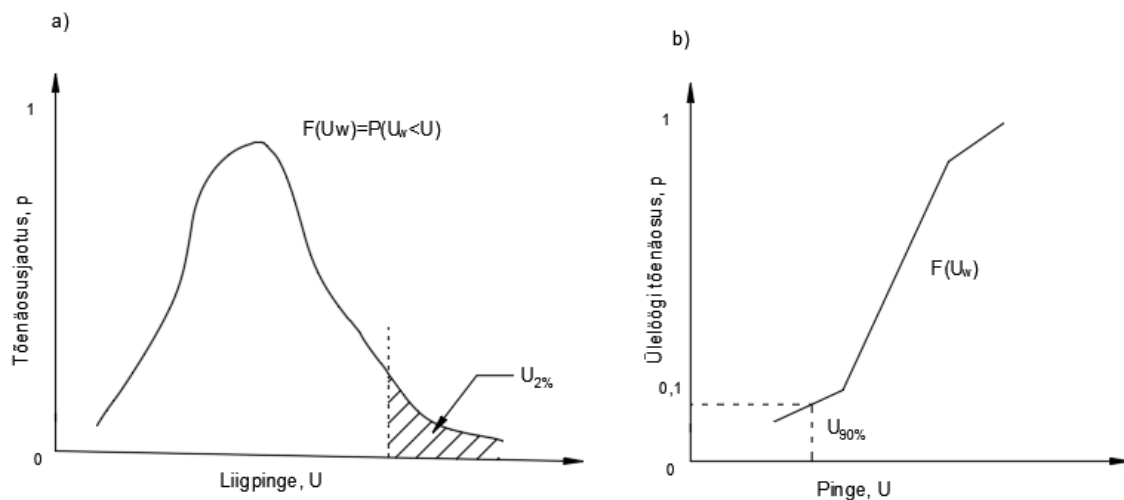 a)
1
F(Uw)=P(Uw<U)
Tõenäosusjaotus, p
U2%
0
Liigpinge, U
b)
1
Ülelöögi tõenäosus, p
F(Uw)
0,1
U90%
0
Pinge, U